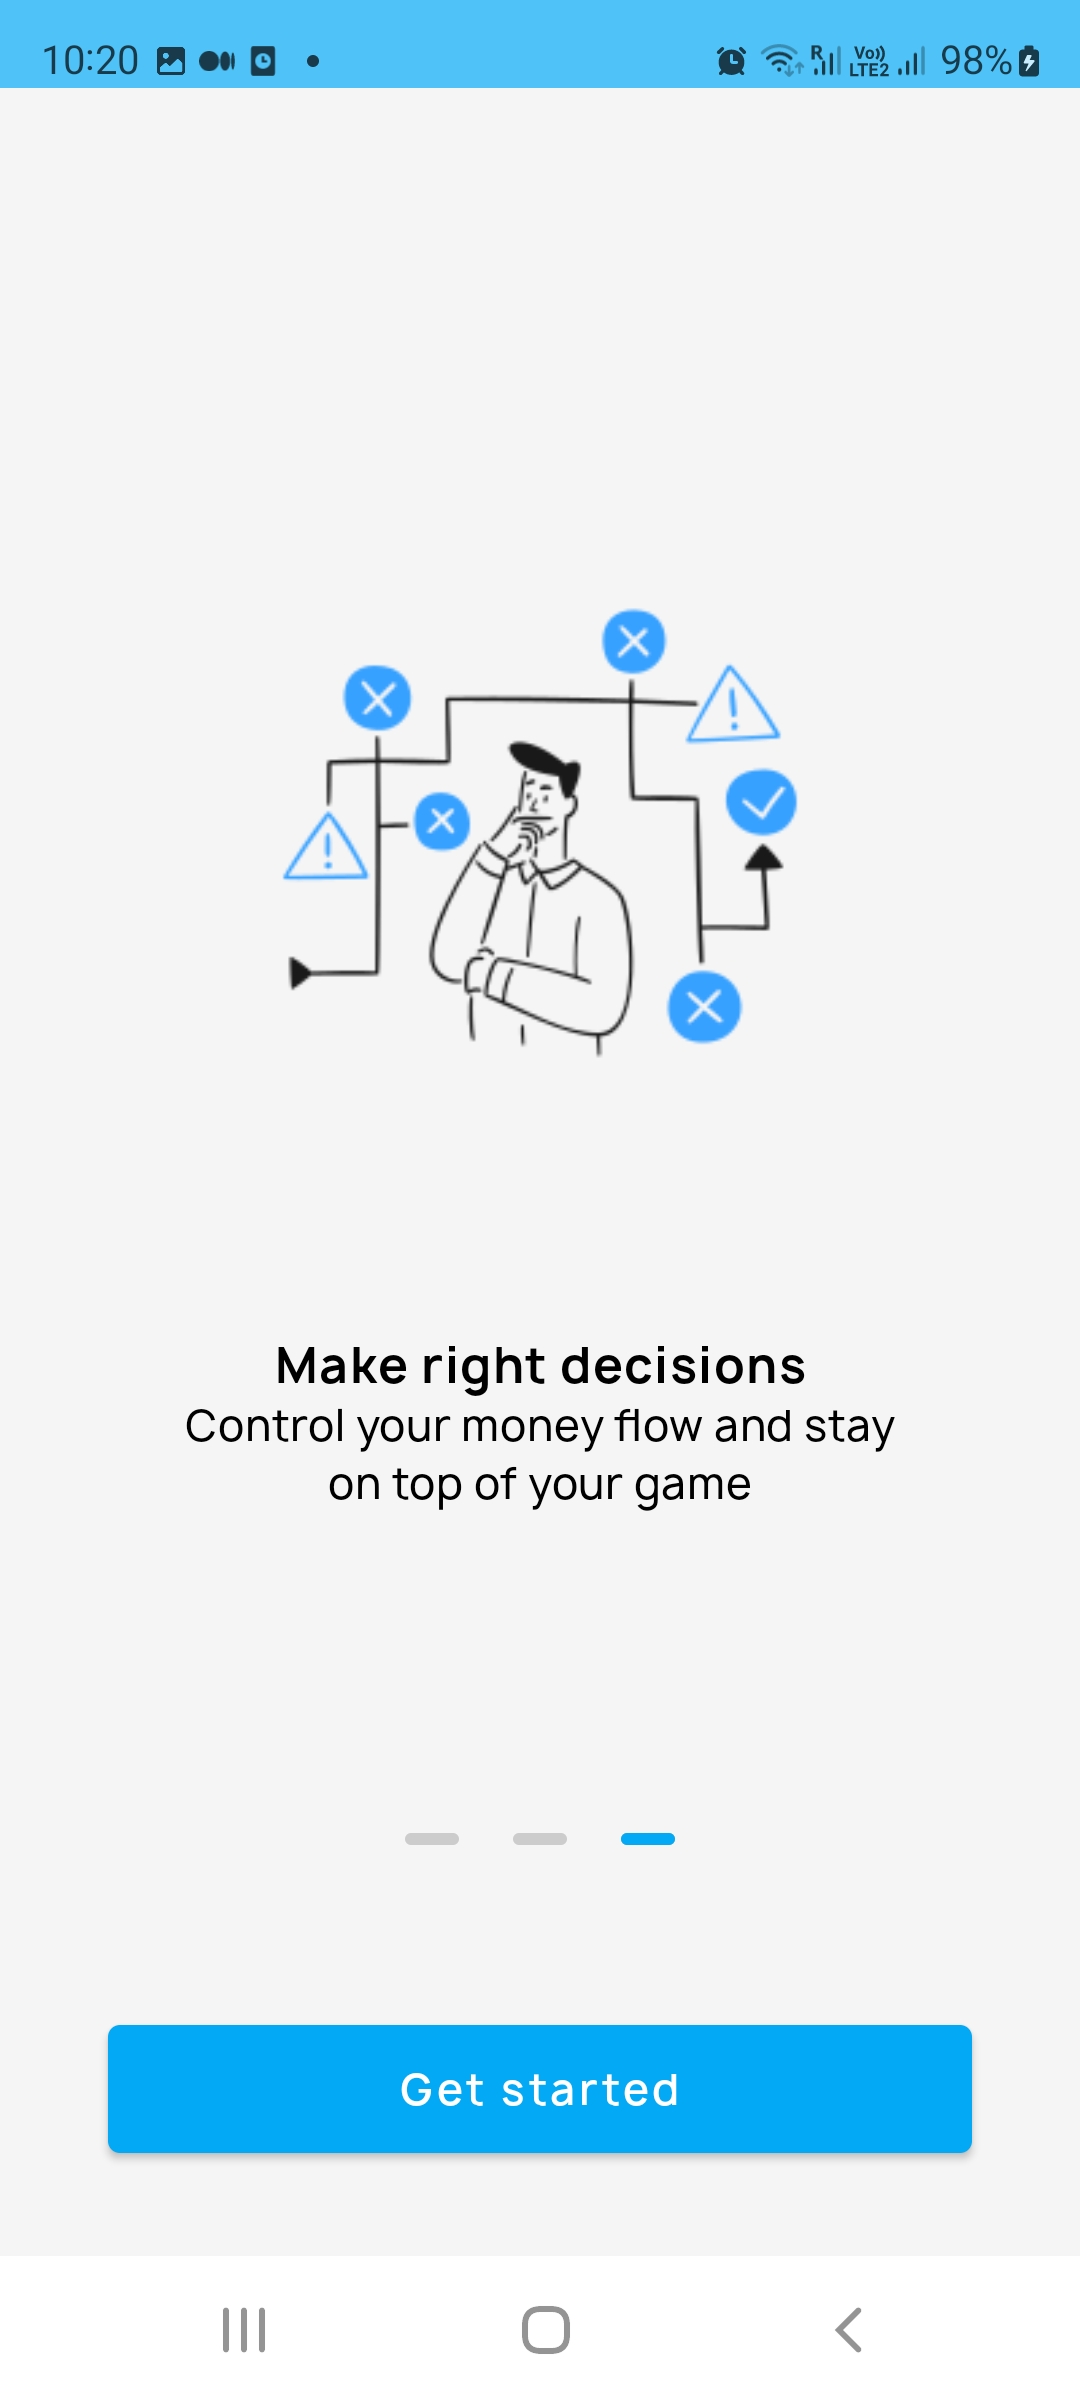 10:20
R Vo)) LTE2 98%
Make right decisions
Control your money flow and stay
on top of your game
Get started